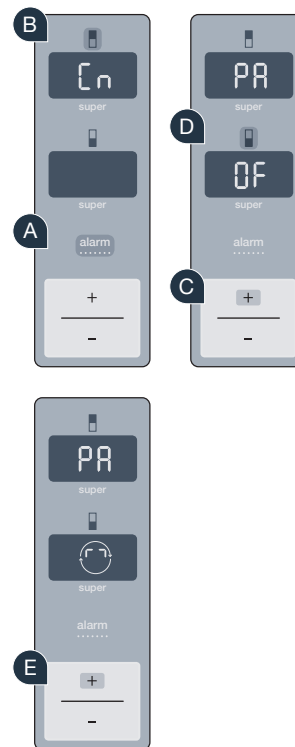 B
Cn
super
super
A
alarm
+
-
PA
super
D
OF
super
alarm
C
+
-
PA
super
super
alarm
E
+
-